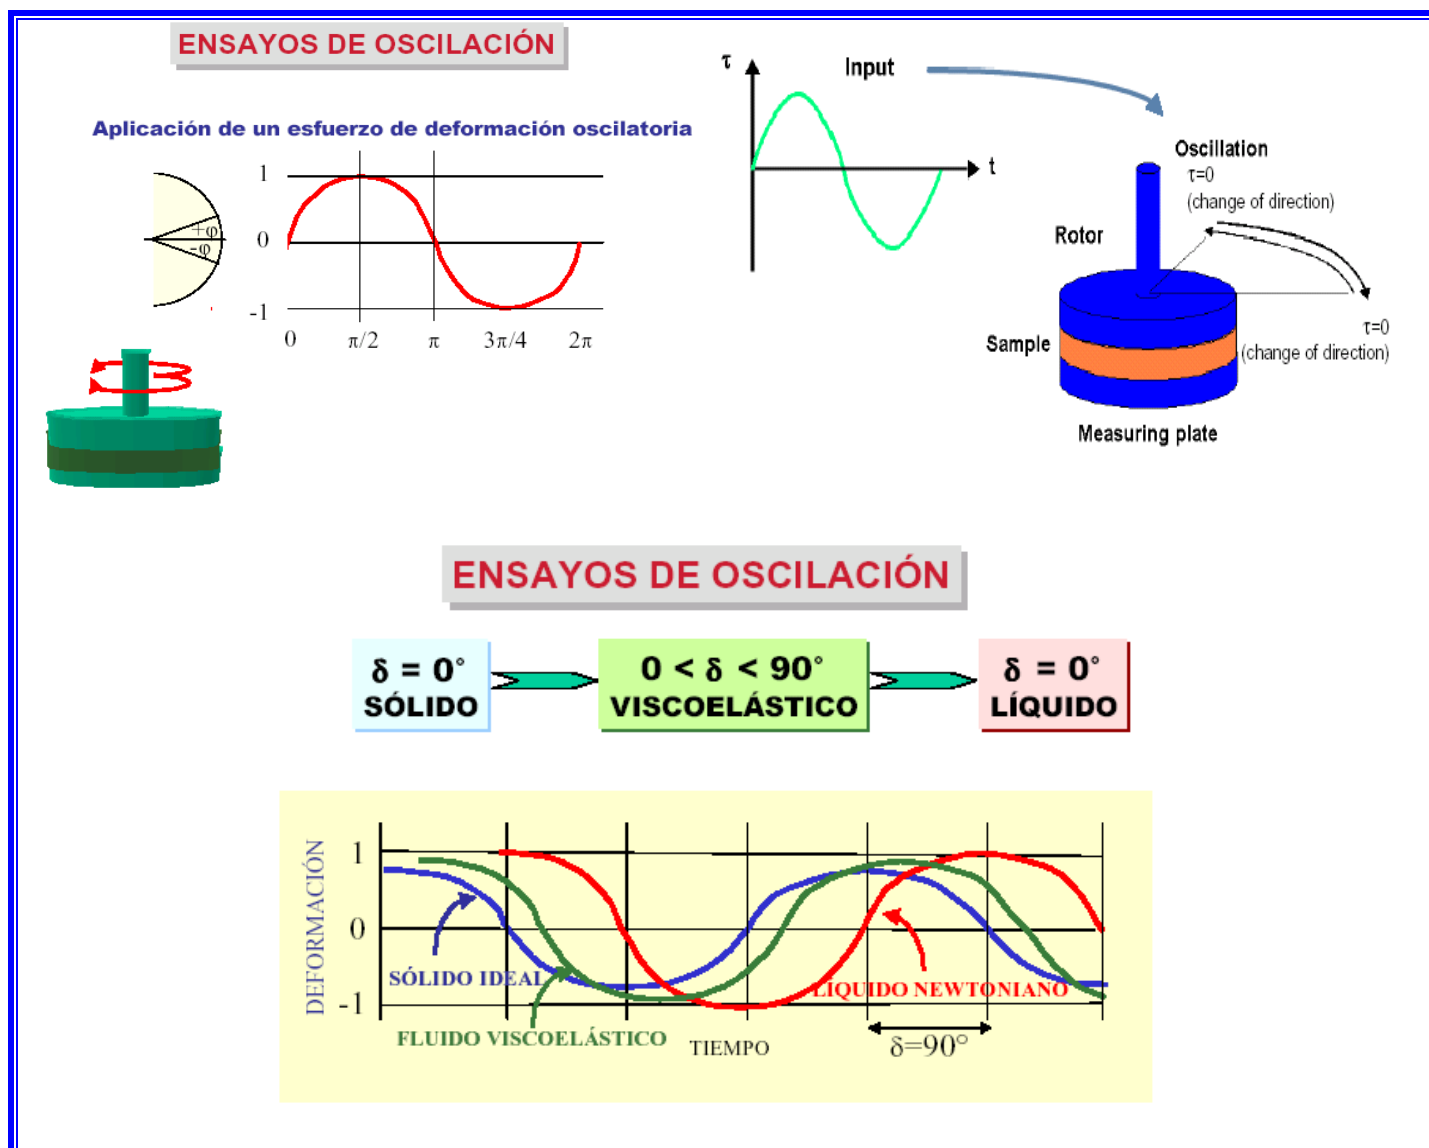 ENSAYOS DE OSCILACIÓN
Aplicación de un esfuerzo de deformación oscilatoria
+φ
-φ
1
0
-1
0 π/2 π 3π/4 2π
τ
Input
t
Oscillation
τ=0
(change of direction)
Rotor
τ=0
(change of direction)
Sample
Measuring plate
ENSAYOS DE OSCILACIÓN
δ = 0°
SÓLIDO
0 < δ < 90°
VISCOELÁSTICO
δ = 0°
LÍQUIDO
DEFORMACIÓN
1
0
-1
SÓLIDO IDEAL
LÍQUIDO NEWTONIANO
FLUIDO VISCOELÁSTICO
TIEMPO
δ=90°